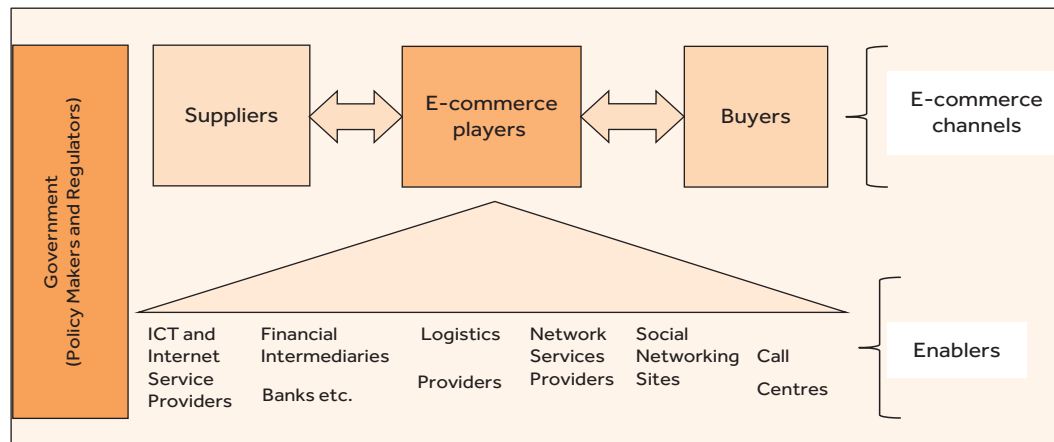 Government
(Policy Makers and Regulators)
Suppliers
E-commerce
players
Buyers
E-commerce
channels
ICT and
Internet
Service
Providers
Financial
Intermediaries
Banks etc.
Logistics
Providers
Network
Services
Providers
Social
Networking
Sites
Call
Centres
Enablers